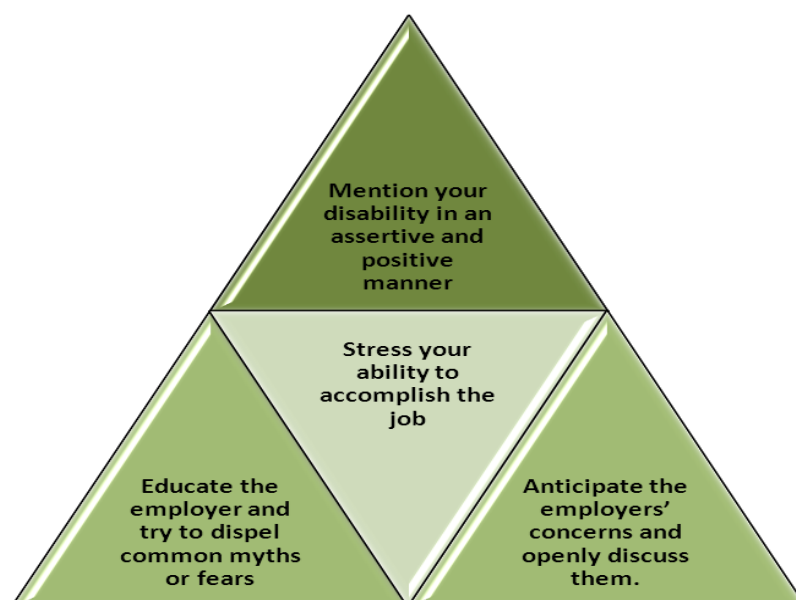 Mention your
disability in an
assertive and
positive
manner
Stress your
ability to
accomplish the
job
Educate the
employer and
try to dispel
common myths
or fears
Anticipate the
employers’
concerns and
openly discuss
them.